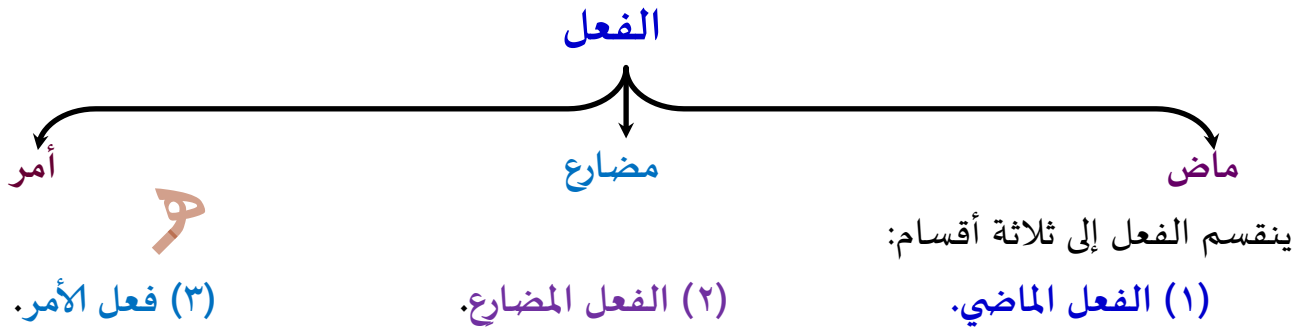 الفعل
ماض مضارع أمر
ينقسم الفعل إلى ثلاثة أقسام:
(١) الفعل الماضي. (٢) الفعل المضارع. (٣) فعل الأمر.